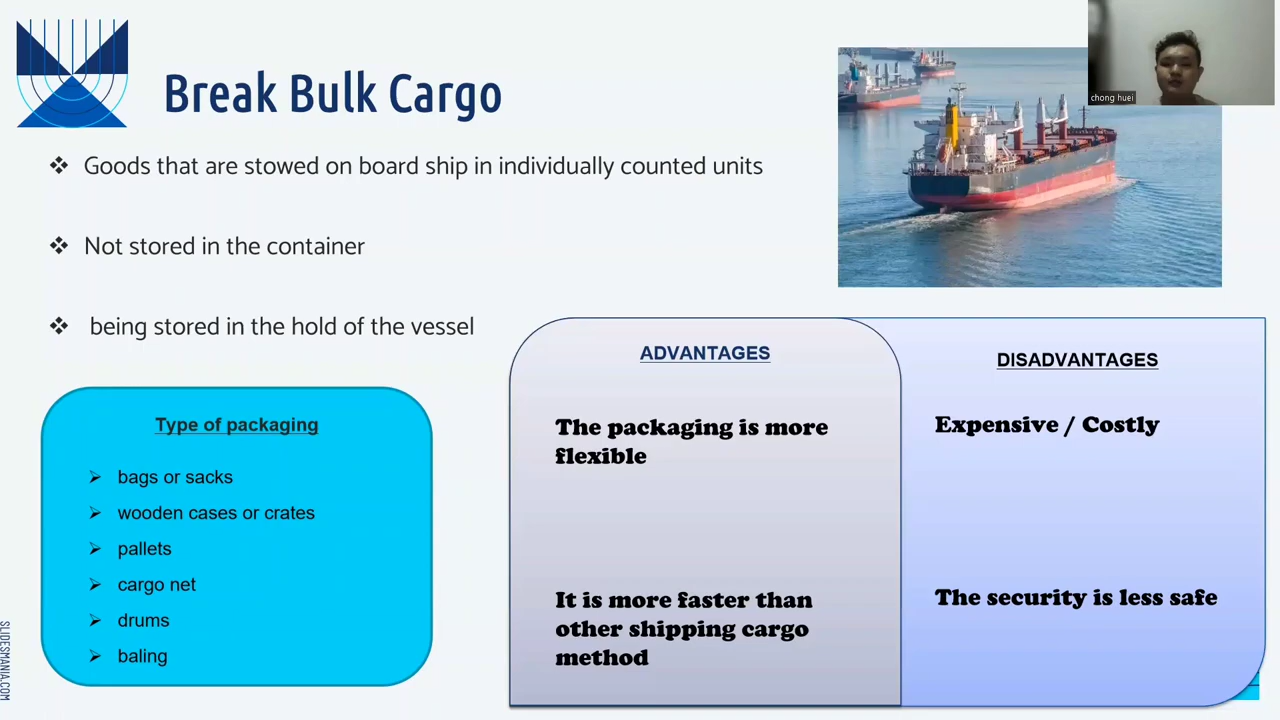 Break Bulk Cargo
chong huei
Goods that are stowed on board ship in individually counted units
Not stored in the container
being stored in the hold of the vessel
Type of packaging
bags or sacks
wooden cases or crates
pallets
cargo net
drums
baling
ADVANTAGES
The packaging is more
flexible
It is more faster than
other shipping cargo
method
DISADVANTAGES
Expensive / Costly
The security is less safe
SLIDESMANIA.COM